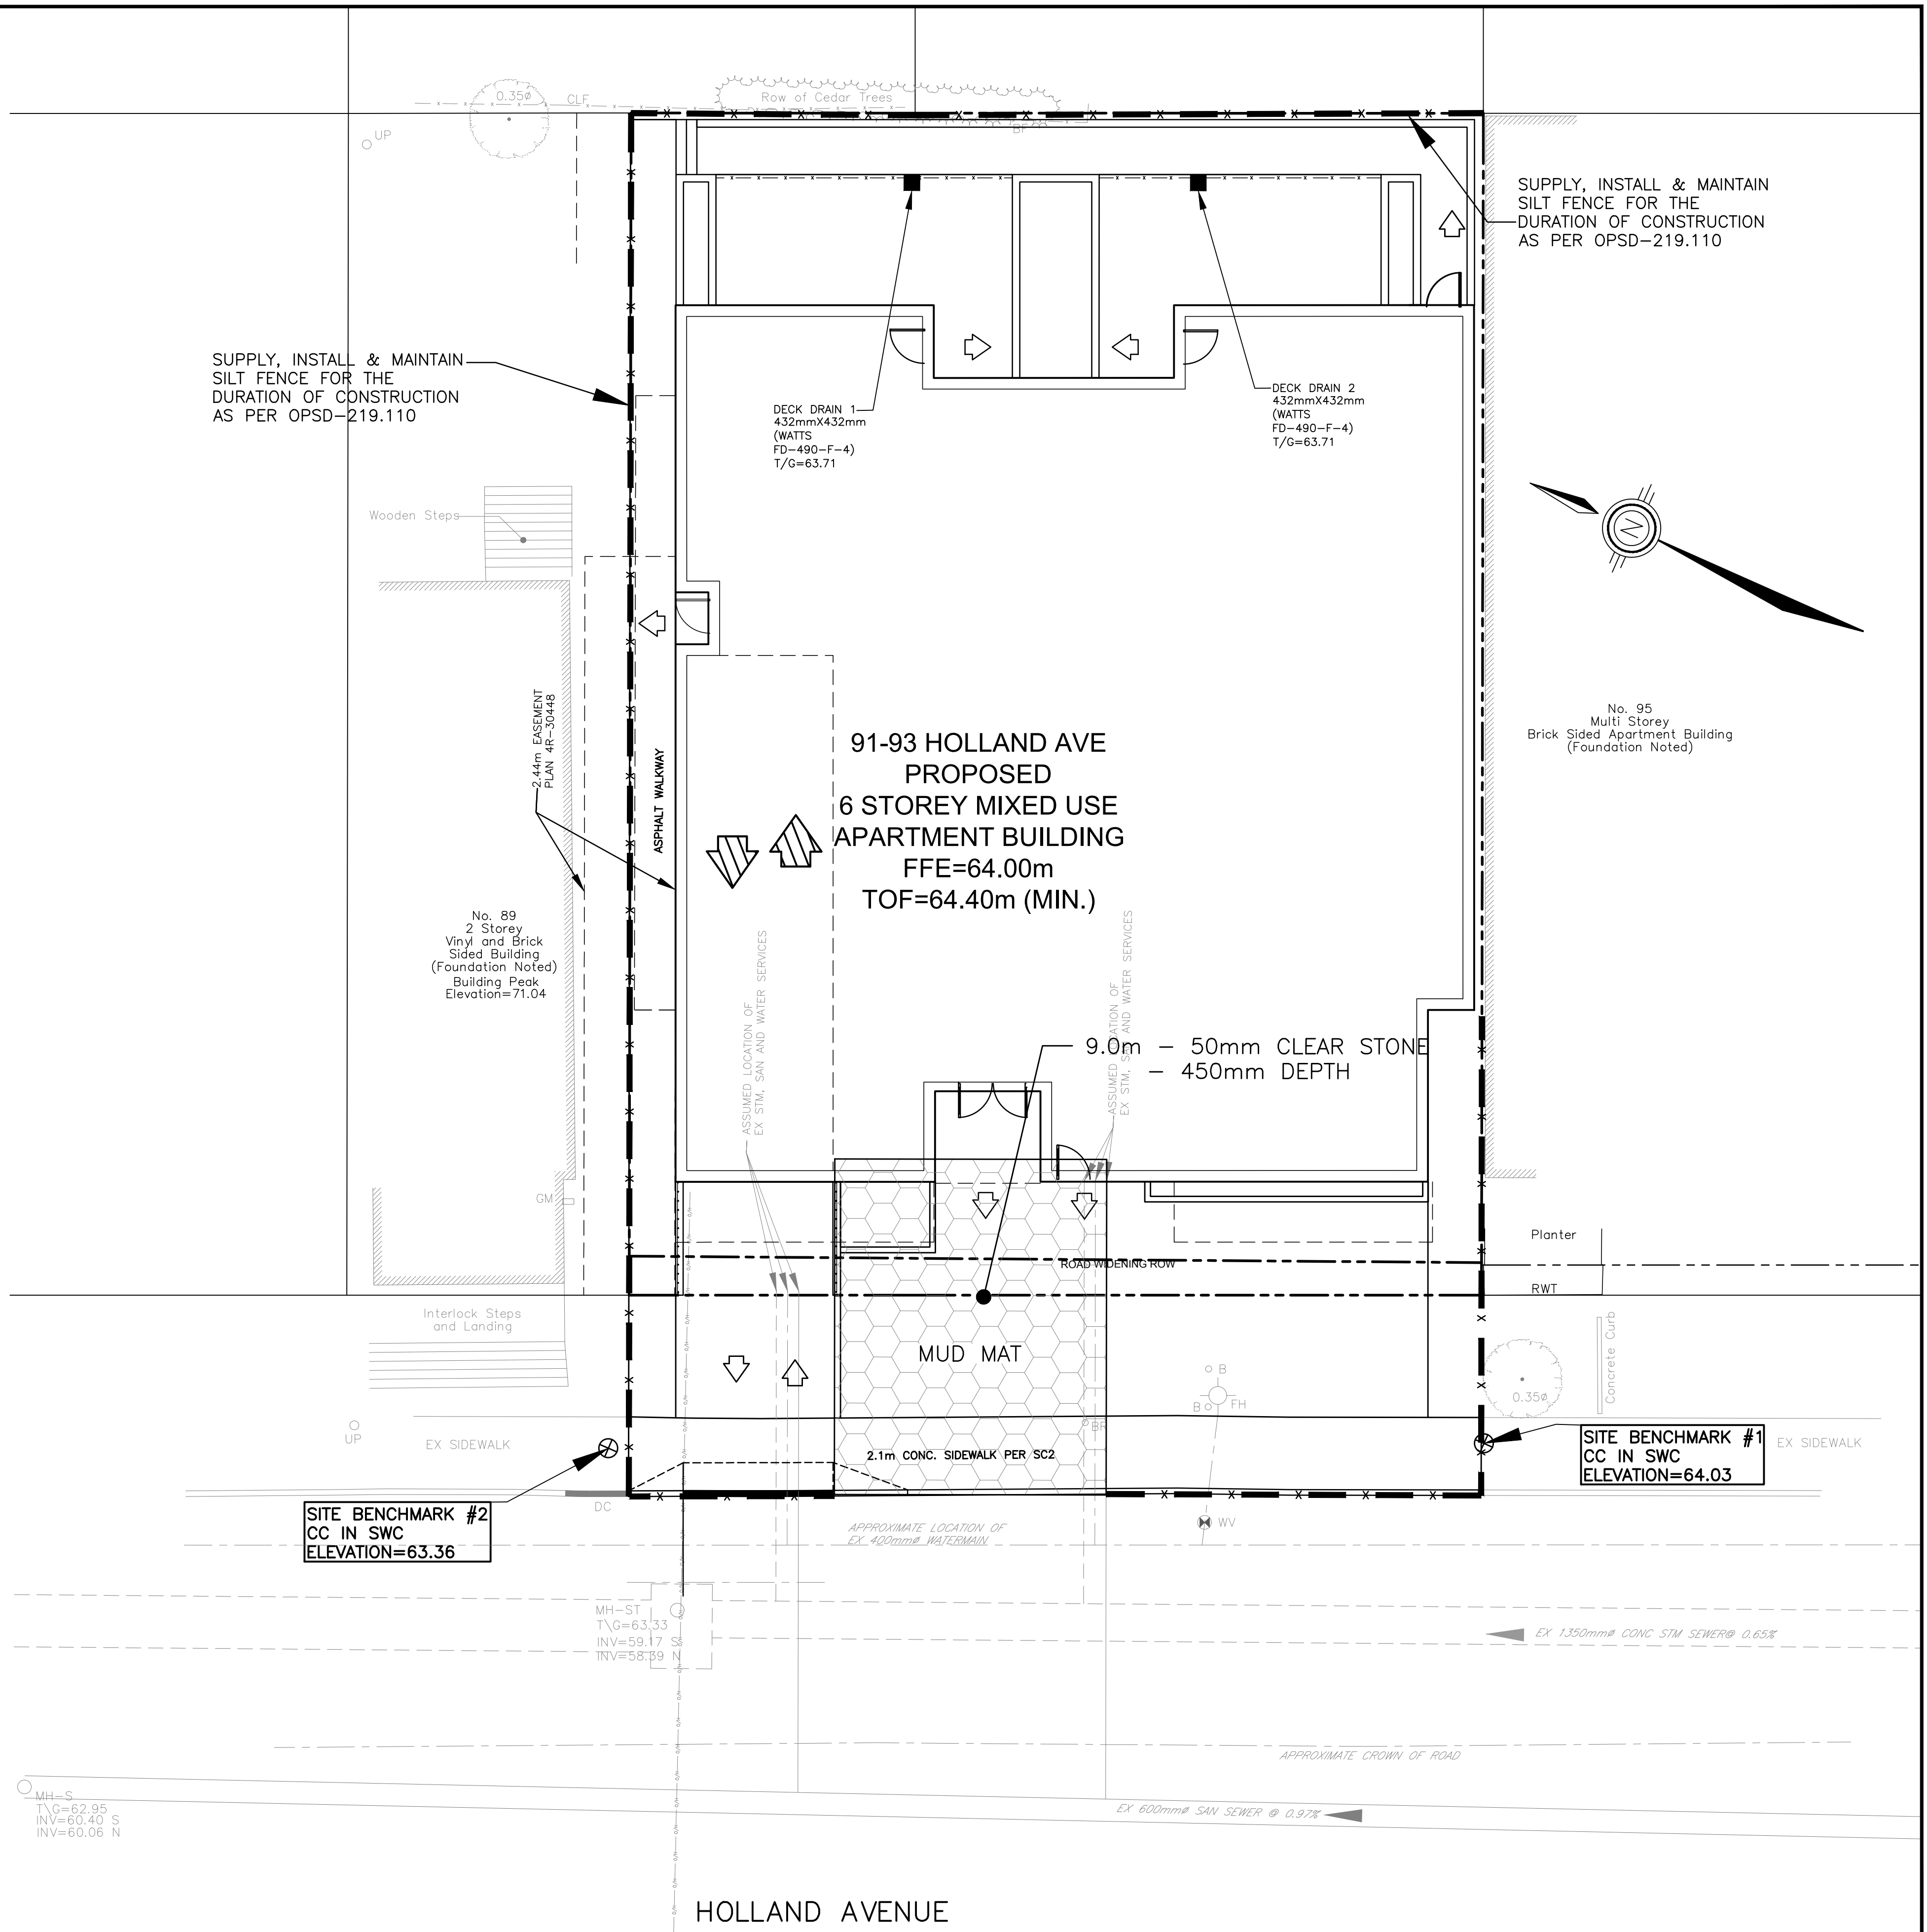 0.35ø
CLF
Row of Cedar Trees
BF
UP
SUPPLY, INSTALL & MAINTAIN
SILT FENCE FOR THE
DURATION OF CONSTRUCTION
AS PER OPSD-219.110
SUPPLY, INSTALL & MAINTAIN
SILT FENCE FOR THE
DURATION OF CONSTRUCTION
AS PER OPSD-219.110
DECK DRAIN 1
432mmX432mm
(WATTS
FD-490-F-4)
T/G=63.71
DECK DRAIN 2
432mmX432mm
(WATTS
FD-490-F-4)
T/G=63.71
Wooden Steps
N
2.44m EASEMENT
PLAN 4R-30448
ASPHALT WALKWAY
91-93 HOLLAND AVE
PROPOSED
6 STOREY MIXED USE
APARTMENT BUILDING
FFE=64.00m
TOF=64.40m (MIN.)
No. 95
Multi Storey
Brick Sided Apartment Building
(Foundation Noted)
No. 89
2 Storey
Vinyl and Brick
Sided Building
(Foundation Noted)
Building Peak
Elevation=71.04
ASSUMED LOCATION OF
EX STM, SAN AND WATER SERVICES
ASSUMED LOCATION OF
EX STM, SAN AND WATER SERVICES
9.0m - 50mm CLEAR STONE
- 450mm DEPTH
GM
Planter
ROAD WIDENING ROW
RWT
Interlock Steps
and Landing
MUD MAT
B
B
FH
0.35ø
Concrete Curb
UP
EX SIDEWALK
BF
2.1m CONC. SIDEWALK PER SC2
SITE BENCHMARK #1
CC IN SWC
ELEVATION=64.03
EX SIDEWALK
SITE BENCHMARK #2
CC IN SWC
ELEVATION=63.36
DC
APPROXIMATE LOCATION OF
EX 400mmø WATERMAIN
WV
MH-ST
T\G=63.33
INV=59.17 S
INV=58.39 N
EX 1350mmø CONC STM SEWER@ 0.65%
APPROXIMATE CROWN OF ROAD
MH-S
T\G=62.95
INV=60.40 S
INV=60.06 N
EX 600mmø SAN SEWER @ 0.97%
HOLLAND AVENUE